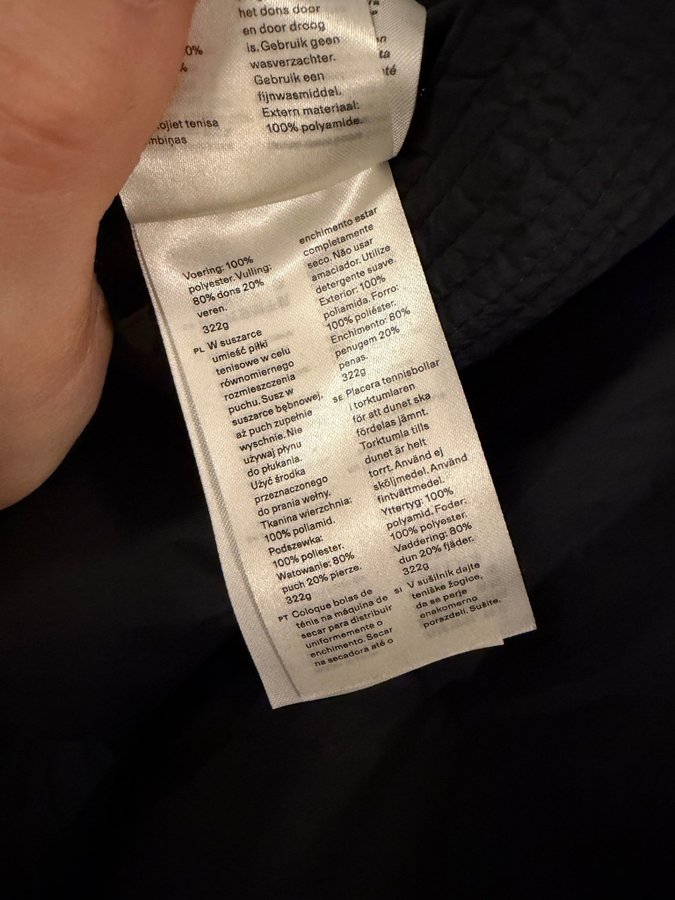 0%
%
ojiet tenisa
mbiņas
het dons door
en door droog
is. Gebruik geen
wasverzachter.
Gebruik een
fijnwasmiddel.
Extern materiaal:
100% polyamide.
ta
té
Voering: 100%
polyester. Vulling:
80% dons 20%
veren.
322g
PL W suszarce
umieść piłki
tenisowe w celu
równomiernego
rozmieszczenia
puchu. Susz w
suszarce bębnowej,
aż puch zupełnie
wyschnie. Nie
używaj płynu
do płukania.
Użyć środka
przeznaczonego
do prania wełny.
Tkanina wierzchnia:
100% poliamid.
Podszewka:
100% poliester.
Watowanie: 80%
puch 20% pierze.
322g
PT Coloque bolas de
ténis na máquina de
secar para distribuir
uniformemente o
enchimento. Secar
na secadora até o
enchimento estar
completamente
seco. Não usar
amaciador. Utilize
detergente suave.
Exterior: 100%
poliamida. Forro:
100% poliéster.
Enchimento: 80%
penugem 20%
penas.
322g
SE Placera tennisbollar
i torktumlaren
för att dunet ska
fördelas jämnt.
Torktumla tills
dunet är helt
torrt. Använd ej
sköljmedel. Använd
fintvättmedel.
Yttertyg: 100%
polyamid. Foder:
100% polyester.
Vaddering: 80%
dun 20% fjäder.
322g
SI V sušilnik dajte
teniške žogice,
da se perje
enakomerno
porazdeli. Sušite,